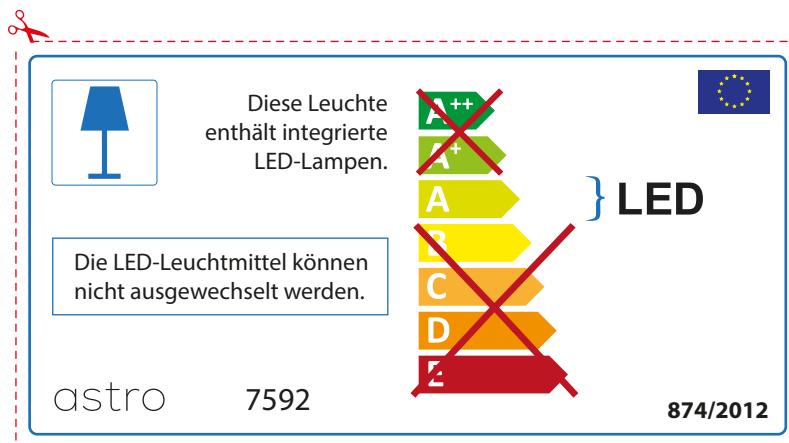 Diese Leuchte
enthält integrierte
LED-Lampen.
A++
A+
A
B
C
D
E
LED
Die LED-Leuchtmittel können
nicht ausgewechselt werden.
astro
7592
874/2012